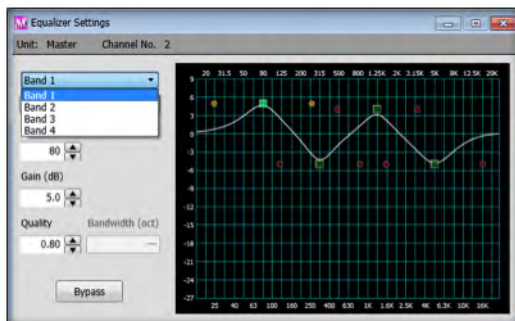 Equalizer Settings
Unit: Master Channel No. 2
Band 1
Band 1
Band 2
Band 3
Band 4
80
Gain (dB)
5.0
Quality Bandwidth (oct)
0.80 ---
Bypass
20 31.5 50 80 125 200 315 500 800 1.25K 2K 3.15K 5K 8K 12.5K 20K
9
6
3
0
-3
-6
-9
-12
-15
-18
-21
-24
-27
25 40 63 100 160 250 400 630 1K 1.6K 2.5K 4K 6.3K 10K 16K